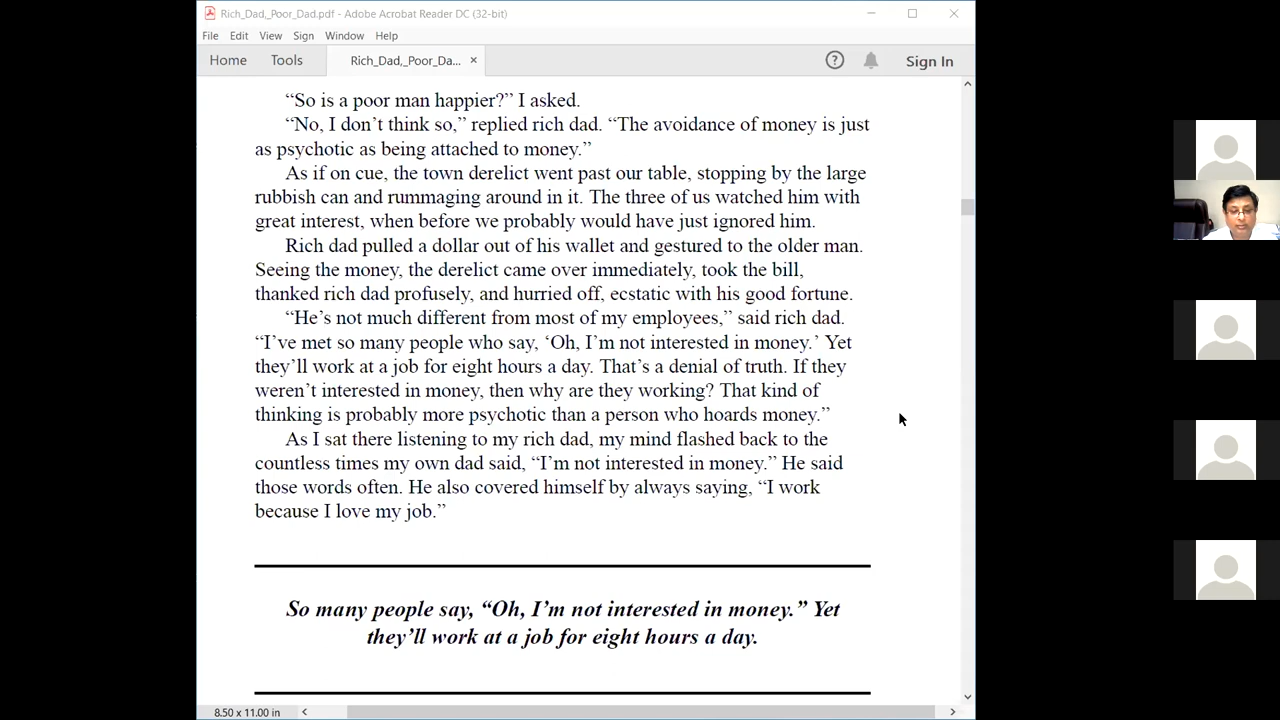 Rich_Dad,_Poor_Dad.pdf - Adobe Acrobat Reader DC (32-bit)
File Edit View Sign Window Help
Home Tools Rich_Dad,_Poor_Da... × ? Sign In
“So is a poor man happier?” I asked.
“No, I don’t think so,” replied rich dad. “The avoidance of money is just
as psychotic as being attached to money.”
As if on cue, the town derelict went past our table, stopping by the large
rubbish can and rummaging around in it. The three of us watched him with
great interest, when before we probably would have just ignored him.
Rich dad pulled a dollar out of his wallet and gestured to the older man.
Seeing the money, the derelict came over immediately, took the bill,
thanked rich dad profusely, and hurried off, ecstatic with his good fortune.
“He’s not much different from most of my employees,” said rich dad.
“I’ve met so many people who say, ‘Oh, I’m not interested in money.’ Yet
they’ll work at a job for eight hours a day. That’s a denial of truth. If they
weren’t interested in money, then why are they working? That kind of
thinking is probably more psychotic than a person who hoards money.”
As I sat there listening to my rich dad, my mind flashed back to the
countless times my own dad said, “I’m not interested in money.” He said
those words often. He also covered himself by always saying, “I work
because I love my job.”
So many people say, “Oh, I’m not interested in money.” Yet
they’ll work at a job for eight hours a day.
8.50 x 11.00 in